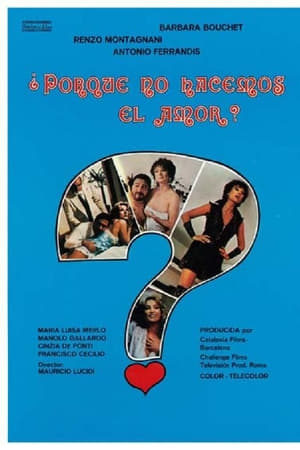 BARBARA BOUCHET
RENZO MONTAGNANI
ANTONIO FERRANDIS
¿PORQUE NO HACEMOS
EL AMOR?
MARIA LUISA MERLO
MANOLO GALLARDO
CINZIA DE PONTI
FRANCISCO CECILIO
Director:
MAURICIO LUCIDI
PRODUCIDA por
Catalonia Films-
Barcelona
Challenge Films
Televisión Prod. Roma
COLOR - TELECOLOR